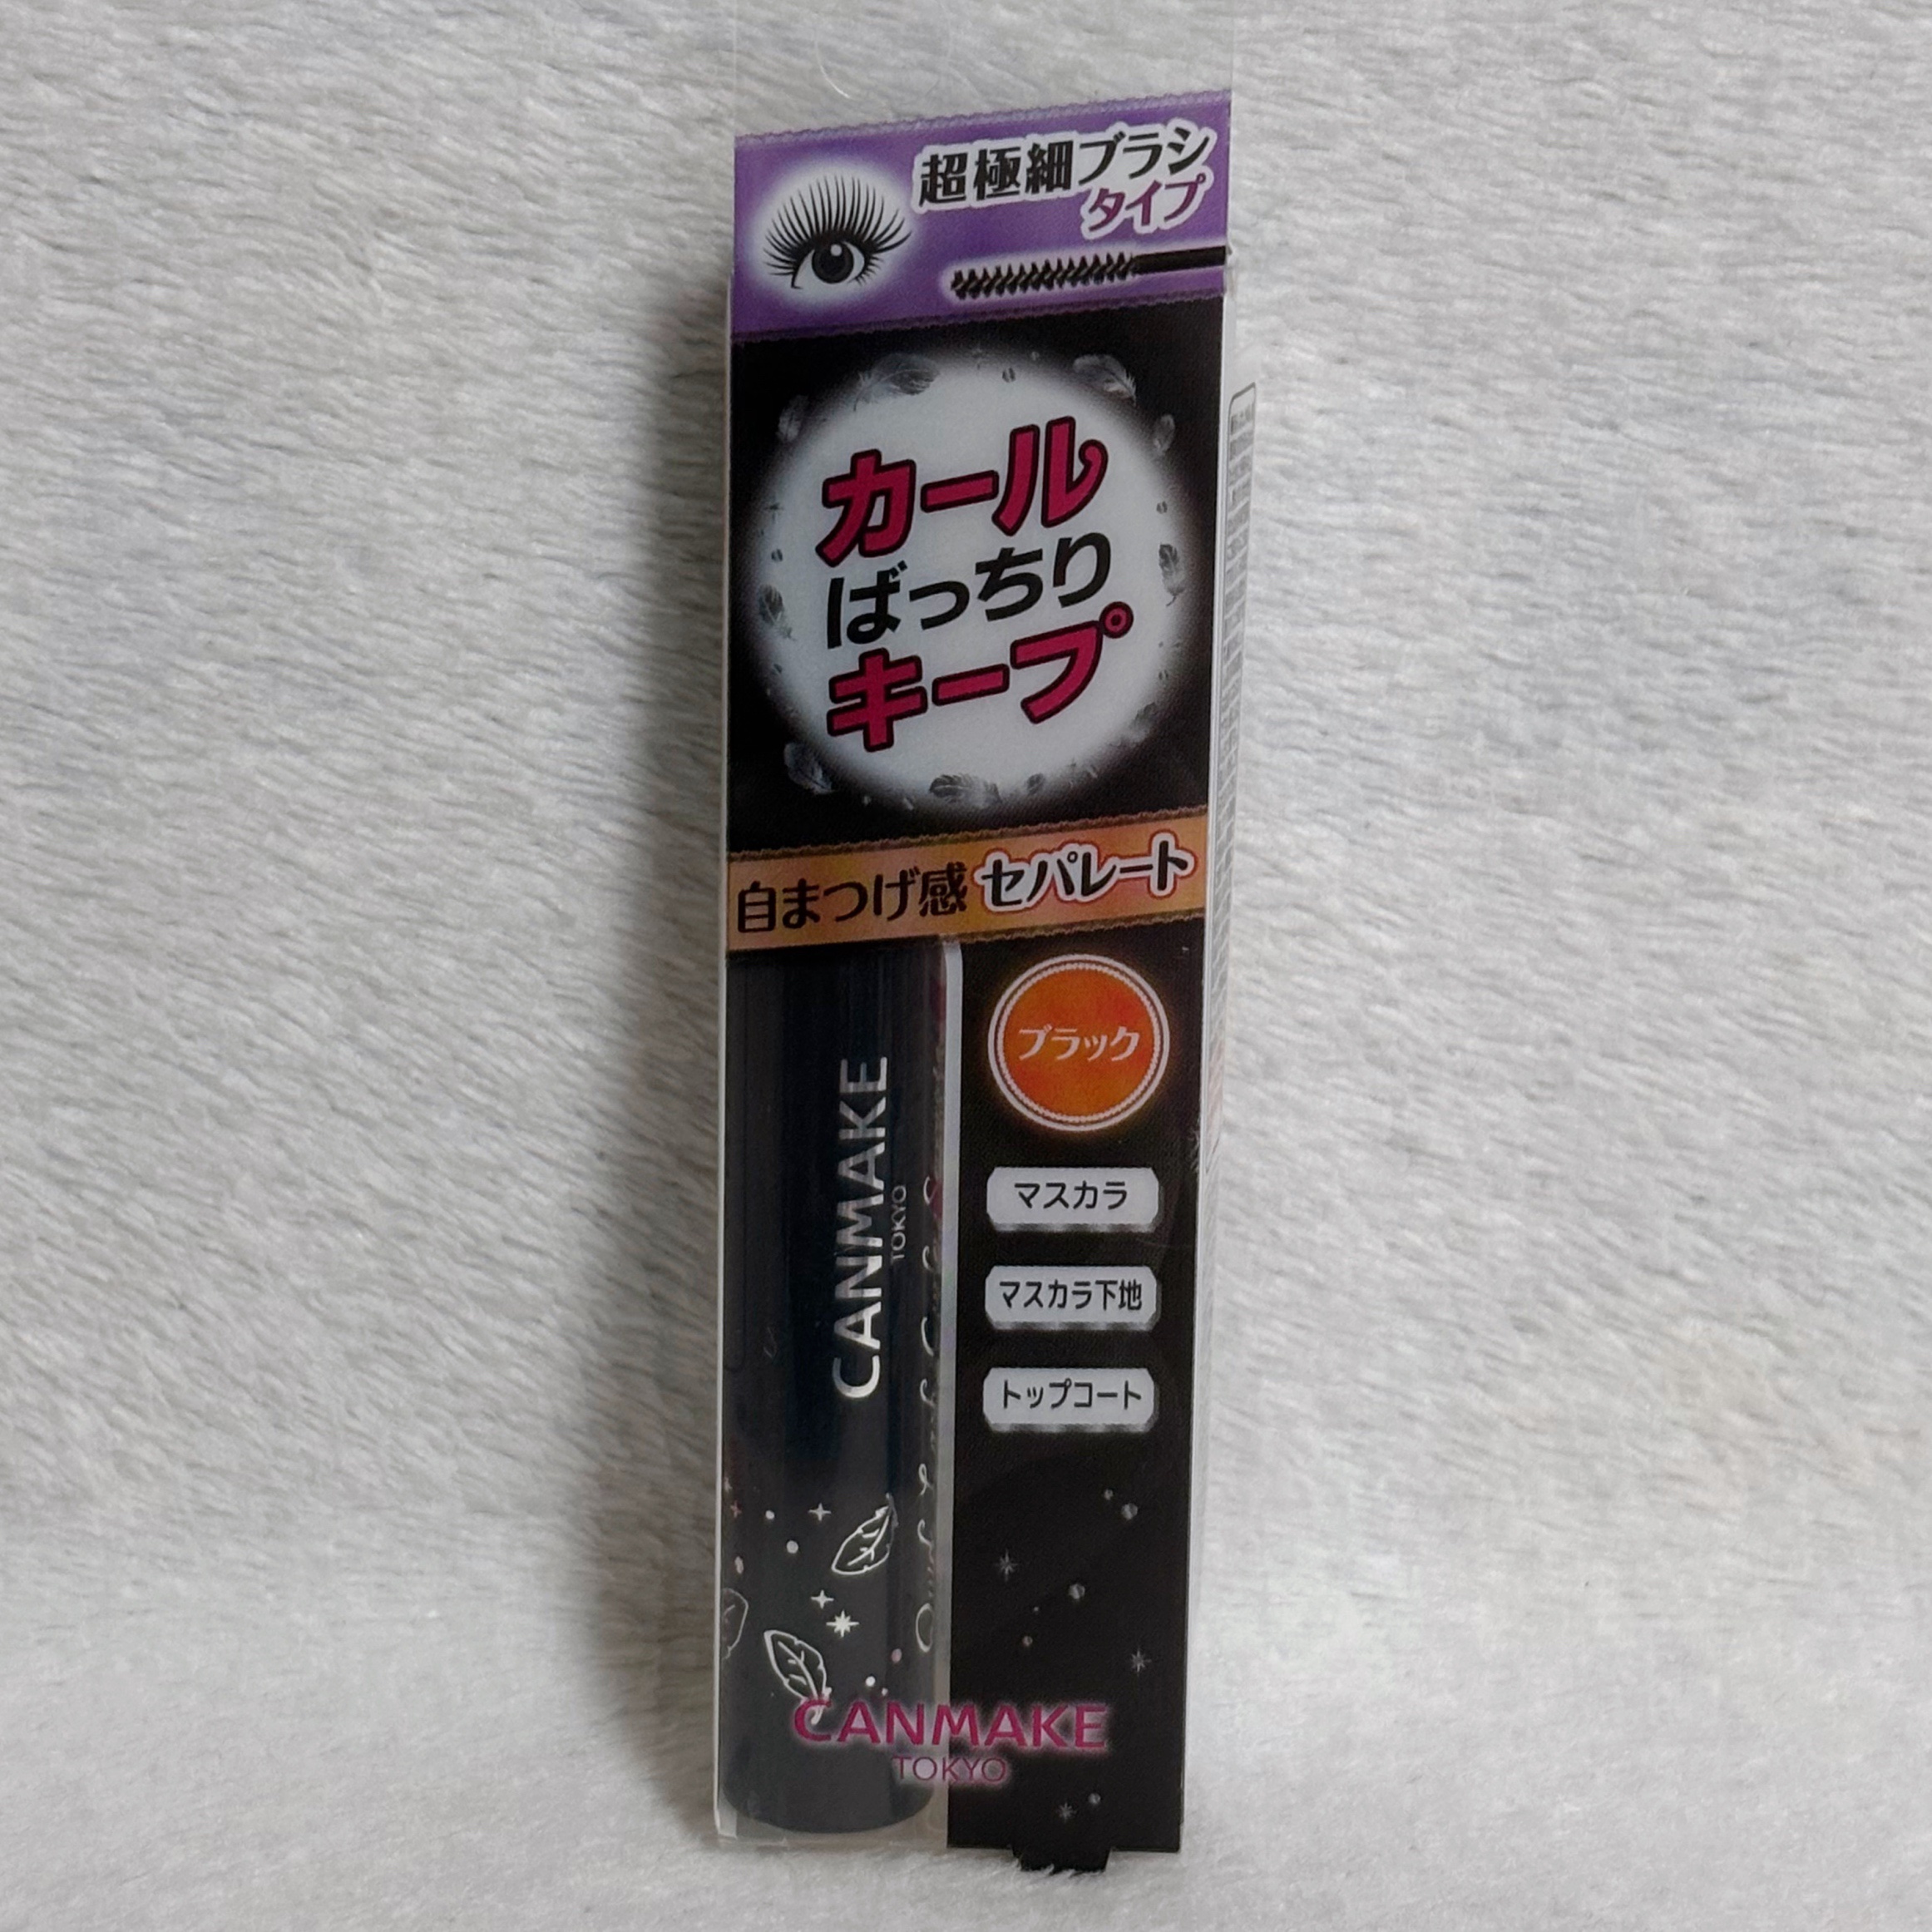 超極細ブラシ
タイプ
カール
ばっちり
キープ
自まつげ感 セパレート
ブラック
マスカラ
マスカラ下地
トップコート
CANMAKE
TOKYO
CANMAKE
TOKYO